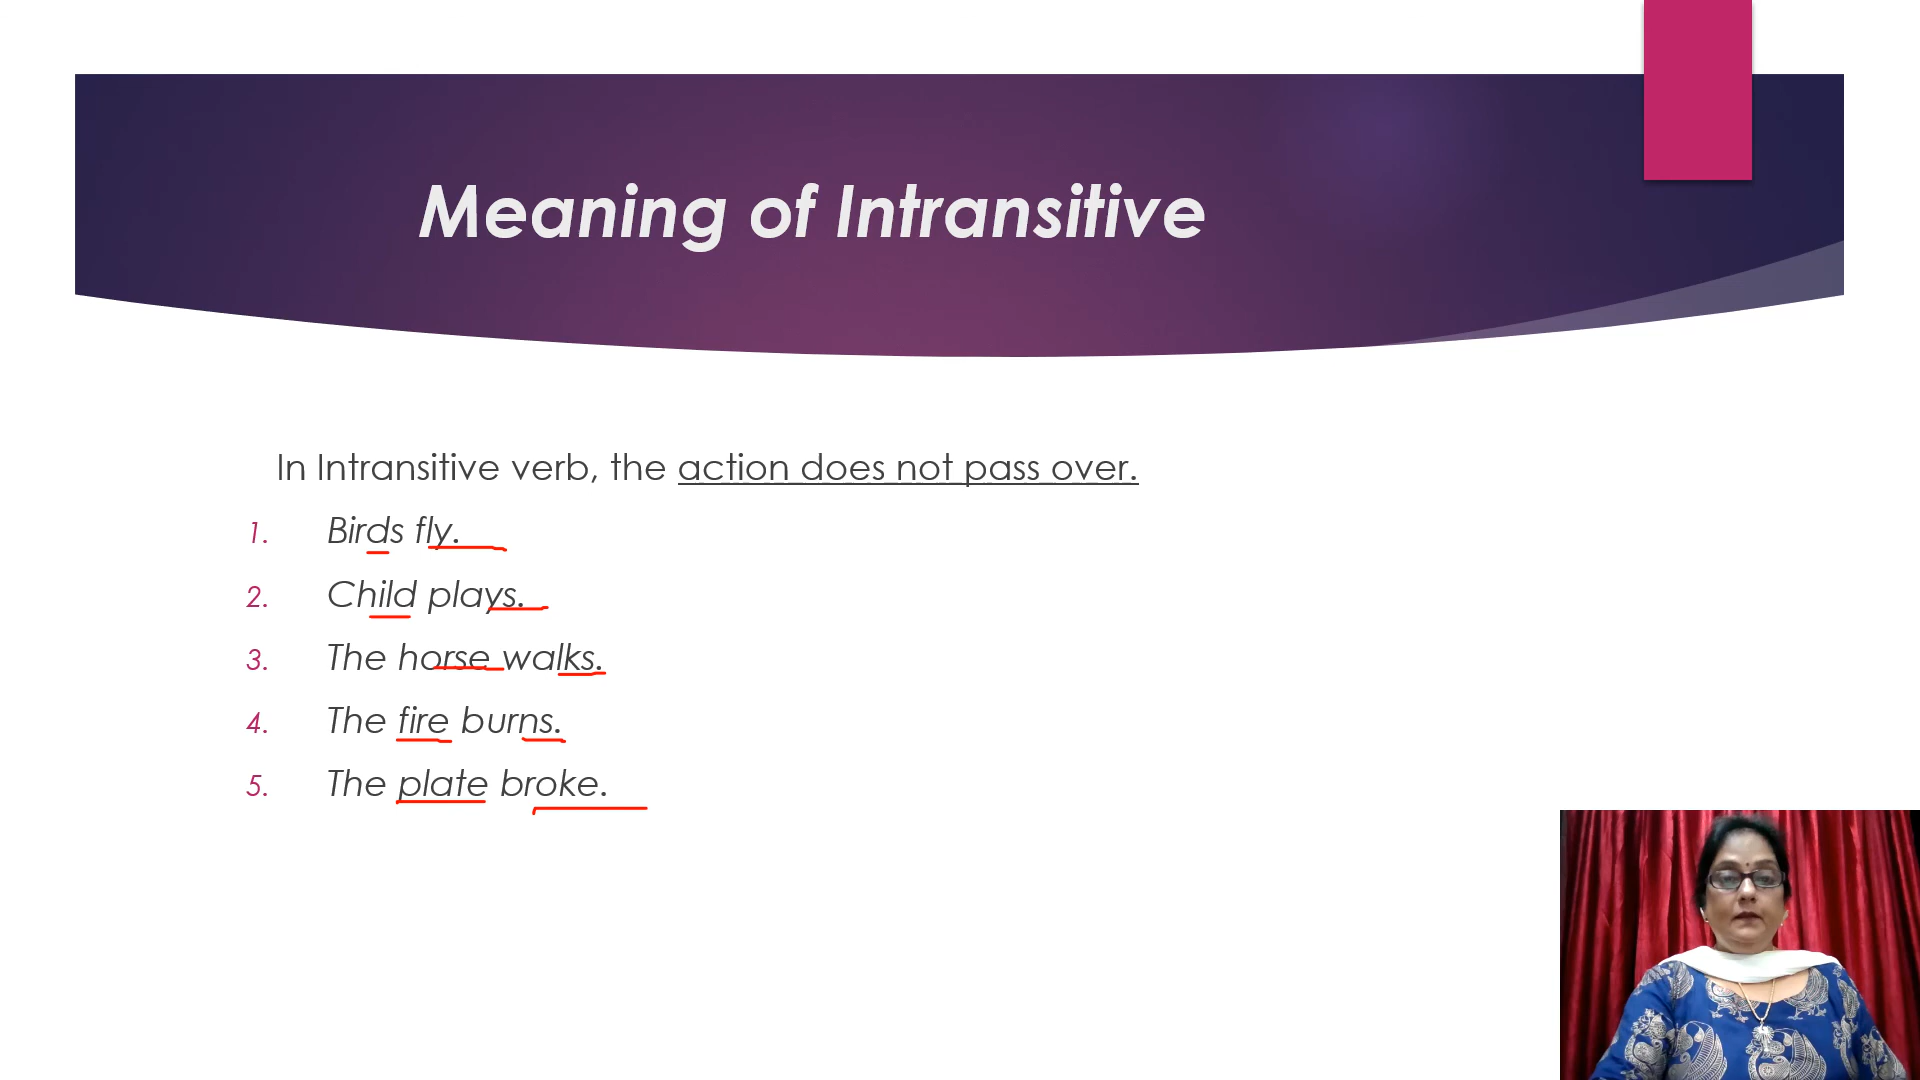 Meaning of Intransitive
In Intransitive verb, the action does not pass over.
1. Birds fly.
2. Child plays.
3. The horse walks.
4. The fire burns.
5. The plate broke.